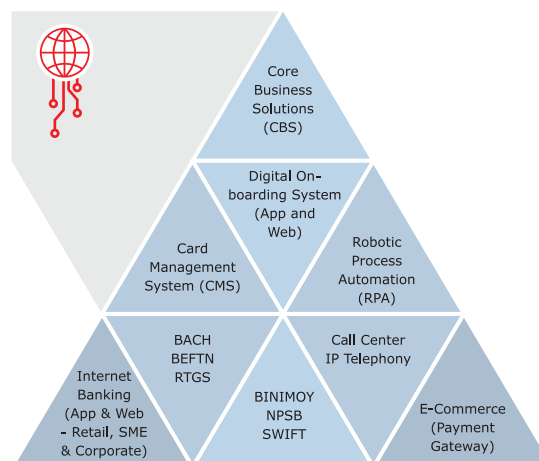 Core
Business
Solutions
(CBS)
Digital On-
boarding System
(App and
Web)
Card
Management
System (CMS)
Robotic
Process
Automation
(RPA)
Internet
Banking
(App & Web
- Retail, SME
& Corporate)
BACH
BEFTN
RTGS
BINIMOY
NPSB
SWIFT
Call Center
IP Telephony
E-Commerce
(Payment
Gateway)